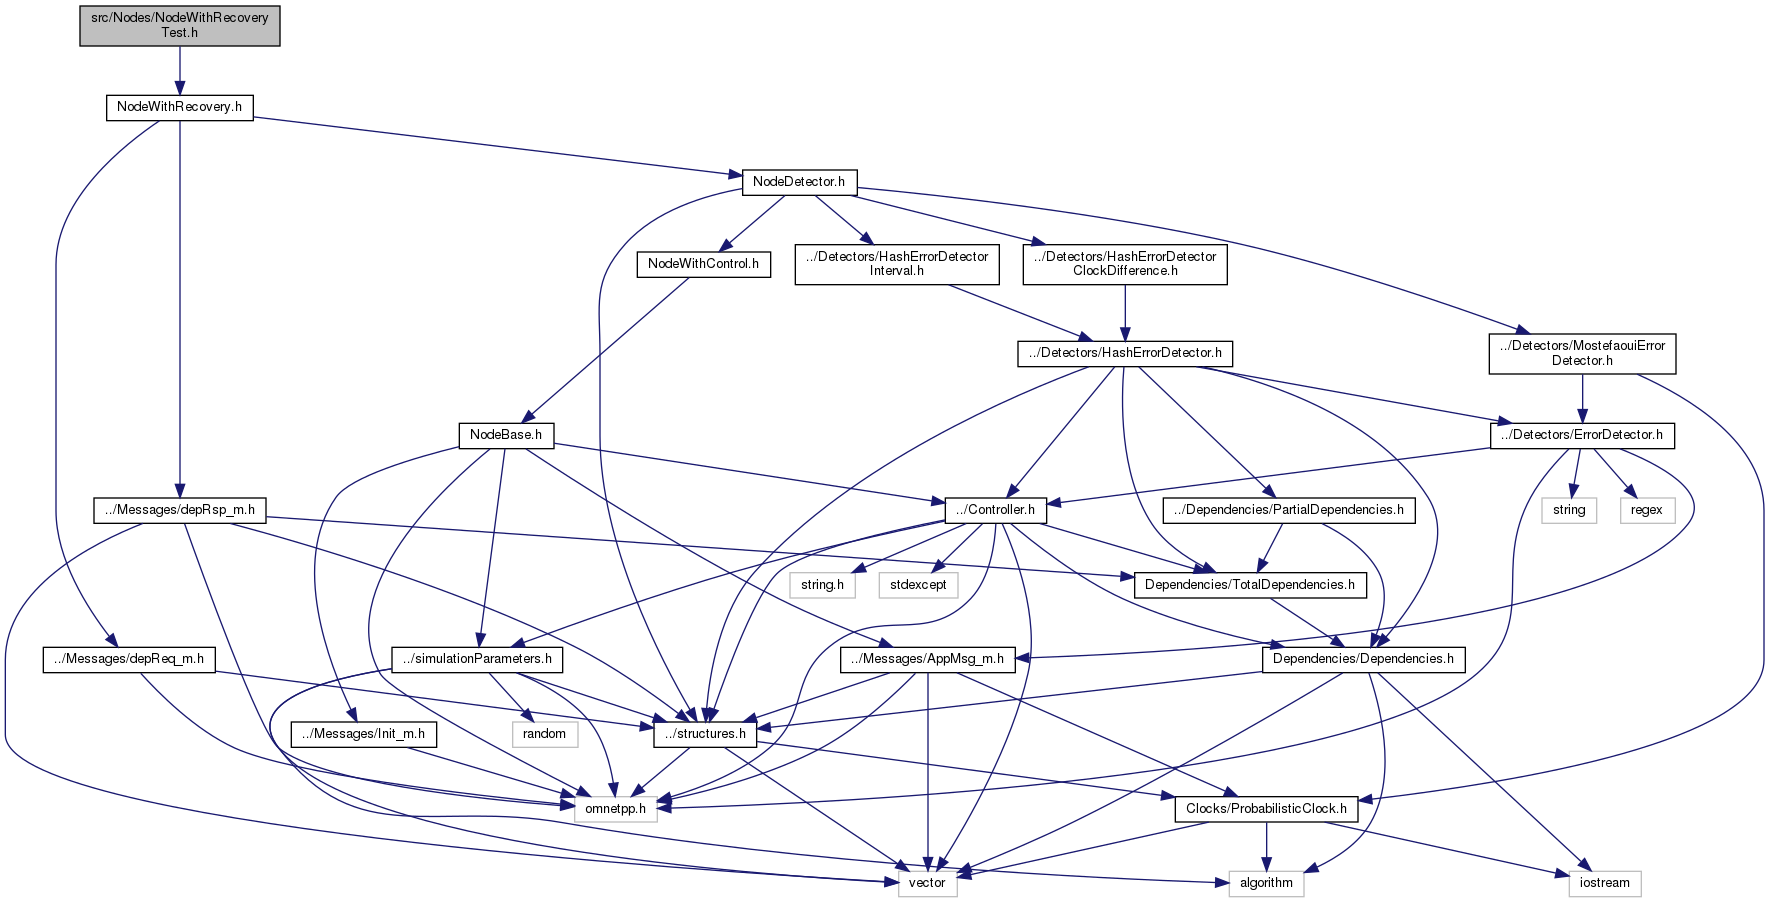 src/Nodes/NodeWithRecovery
Test.h
NodeWithRecovery.h
NodeDetector.h
NodeWithControl.h
../Detectors/HashErrorDetector
Interval.h
../Detectors/HashErrorDetector
ClockDifference.h
../Detectors/HashErrorDetector.h
../Detectors/MostefaouiError
Detector.h
NodeBase.h
../Detectors/ErrorDetector.h
../Messages/depRsp_m.h
../Controller.h
../Dependencies/PartialDependencies.h
string
regex
string.h
stdexcept
Dependencies/TotalDependencies.h
../Messages/depReq_m.h
../simulationParameters.h
../Messages/AppMsg_m.h
Dependencies/Dependencies.h
../Messages/Init_m.h
random
../structures.h
omnetpp.h
Clocks/ProbabilisticClock.h
vector
algorithm
iostream